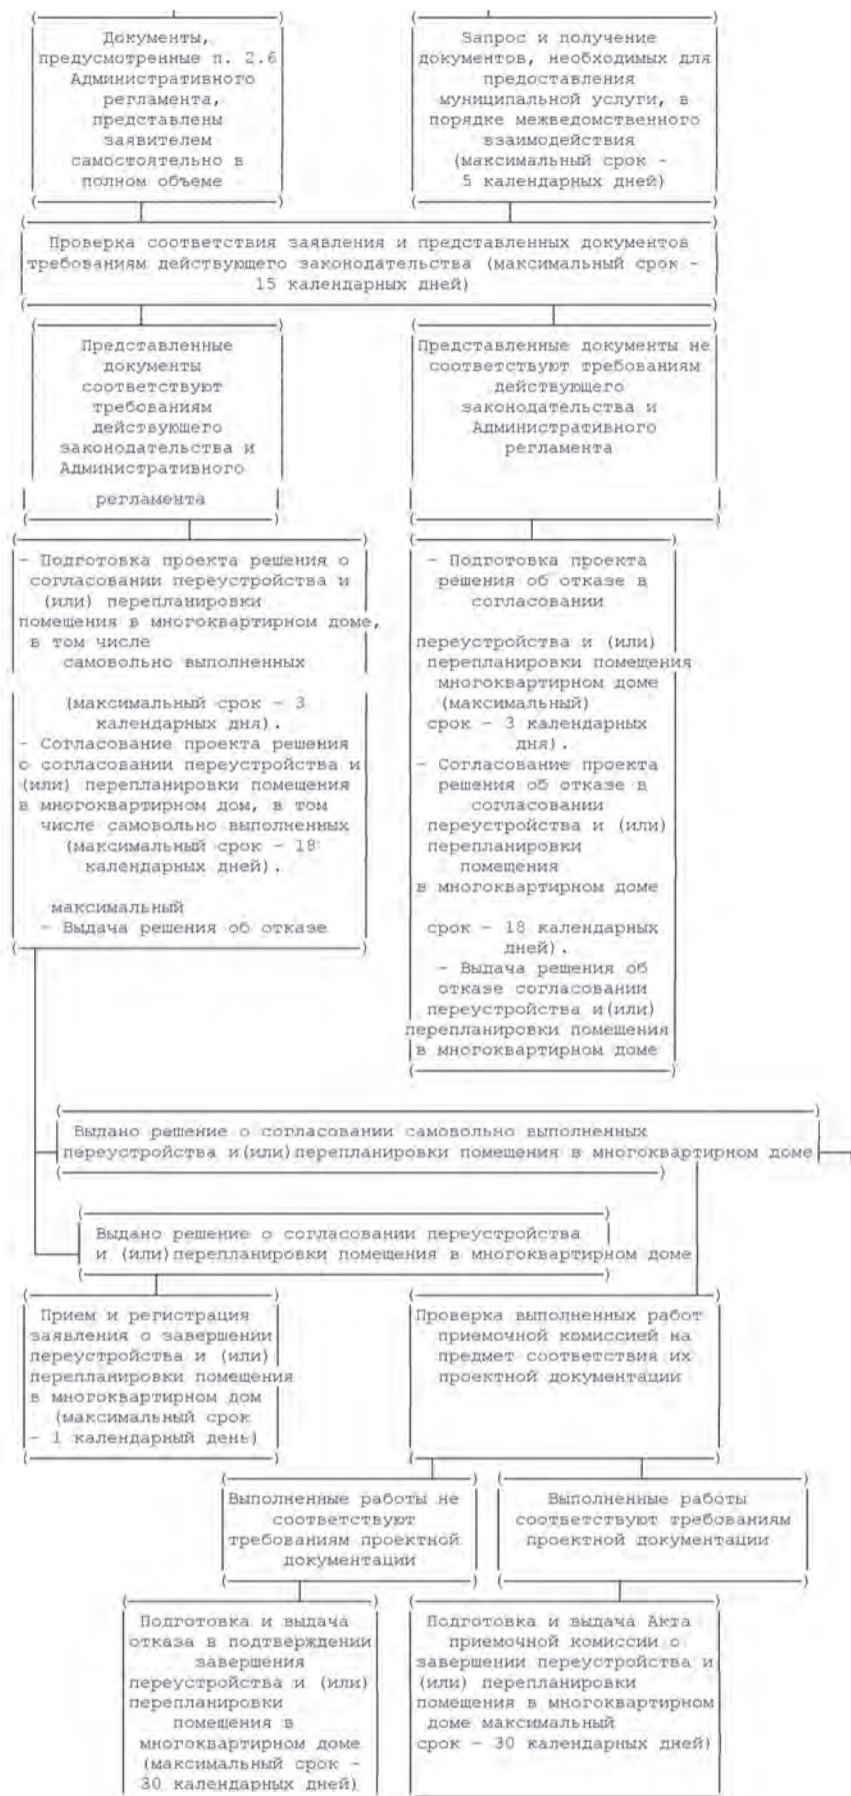 Документы,
предусмотренные п. 2.6
Административного
регламента,
представлены
заявителем
самостоятельно в
полном объеме
Запрос и получение
документов, необходимых для
предоставления
муниципальной услуги, в
порядке межведомственного
взаимодействия
(максимальный срок -
5 календарных дней)
Проверка соответствия заявления и представленных документов
требованиям действующего законодательства (максимальный срок -
15 календарных дней)
Представленные
документы
соответствуют
требованиям
действующего
законодательства и
Административного
регламента
Представленные документы не
соответствуют требованиям
действующего
законодательства и
Административного
регламента
- Подготовка проекта решения о
согласовании переустройства и
(или) перепланировки
помещения в многоквартирном доме,
в том числе
самовольно выполненных
(максимальный срок - 3
календарных дня).
- Согласование проекта решения
о согласовании переустройства и
(или) перепланировки помещения
в многоквартирном дом, в том
числе самовольно выполненных
(максимальный срок - 18
календарных дней).
максимальный
- Выдача решения об отказе
- Подготовка проекта
решения об отказе в
согласовании
переустройства и (или)
перепланировки помещения
многоквартирном доме
(максимальный)
срок - 3 календарных
дня).
- Согласование проекта
решения об отказе в
согласовании
переустройства и (или)
перепланировки
помещения
в многоквартирном доме
срок - 18 календарных
дней).
- Выдача решения об
отказе согласовании
переустройства и(или)
перепланировки помещения
в многоквартирном доме
Выдано решение о согласовании самовольно выполненных
переустройства и(или)перепланировки помещения в многоквартирном доме
Выдано решение о согласовании переустройства
и (или)перепланировки помещения в многоквартирном доме
Прием и регистрация
заявления о завершении
переустройства и (или)
перепланировки помещения
в многоквартирном дом
(максимальный срок
- 1 календарный день)
Проверка выполненных работ
приемочной комиссией на
предмет соответствия их
проектной документации
Выполненные работы не
соответствуют
требованиям проектной
документации
Выполненные работы
соответствуют требованиям
проектной документации
Подготовка и выдача
отказа в подтверждении
завершения
переустройства и (или)
перепланировки
помещения в
многоквартирном доме
(максимальный срок -
30 календарных дней)
Подготовка и выдача Акта
приемочной комиссии о
завершении переустройства и
(или) перепланировки
помещения в многоквартирном
доме максимальный
срок - 30 календарных дней)